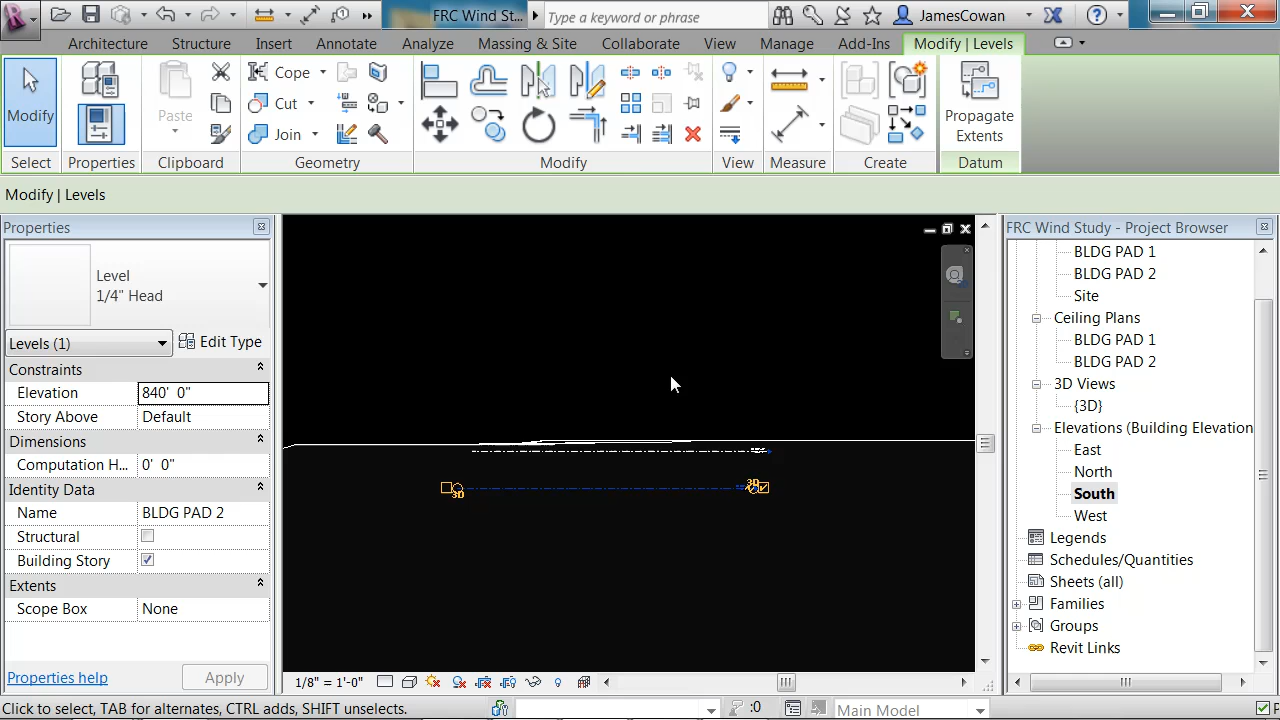 FRC Wind St...
Type a keyword or phrase
JamesCowan
Architecture
Structure
Insert
Annotate
Analyze
Massing & Site
Collaborate
View
Manage
Add-Ins
Modify | Levels
Modify
Paste
Cope
Cut
Join
Propagate
Extents
Select
Properties
Clipboard
Geometry
Modify
View
Measure
Create
Datum
Modify | Levels
Properties
Level
1/4" Head
Levels (1)
Edit Type
Constraints
Elevation 840' 0"
Story Above Default
Dimensions
Computation H... 0' 0"
Identity Data
Name BLDG PAD 2
Structural
Building Story
Extents
Scope Box None
Properties help
Apply
3D
FRC Wind Study - Project Browser
BLDG PAD 1
BLDG PAD 2
Site
Ceiling Plans
BLDG PAD 1
BLDG PAD 2
3D Views
{3D}
Elevations (Building Elevation
East
North
South
West
Legends
Schedules/Quantities
Sheets (all)
Families
Groups
Revit Links
1/8" = 1'-0"
Click to select, TAB for alternates, CTRL adds, SHIFT unselects.
:0
Main Model